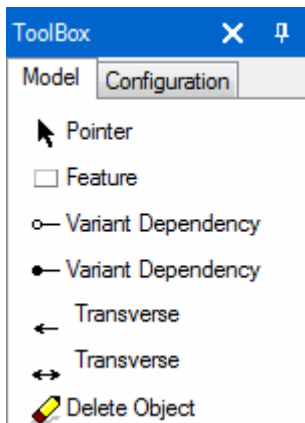 ToolBox
Model Configuration
Pointer
Feature
Variant Dependency
Variant Dependency
Transverse
Transverse
Delete Object